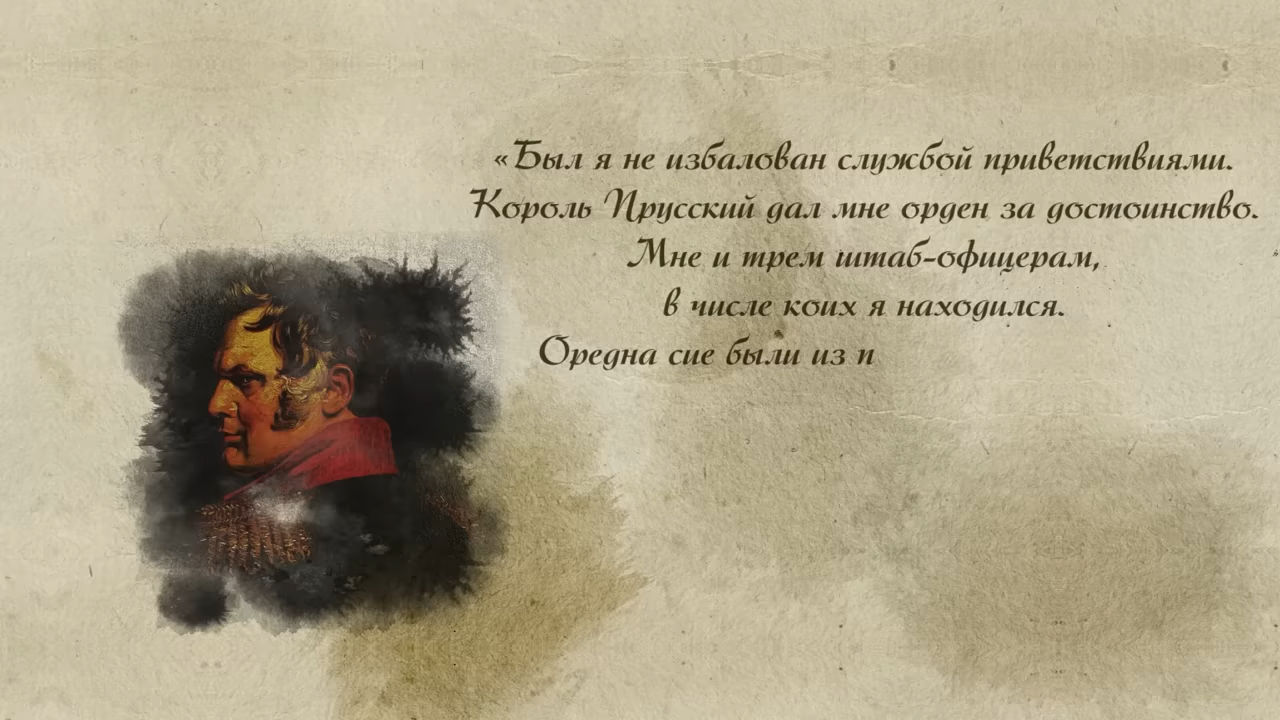 «Был я не избалован службой приветствиями.
Король Прусский дал мне орден за достоинство.
Мне и трем штаб-офицерам,
в числе коих я находился.
Оредна сие были из п